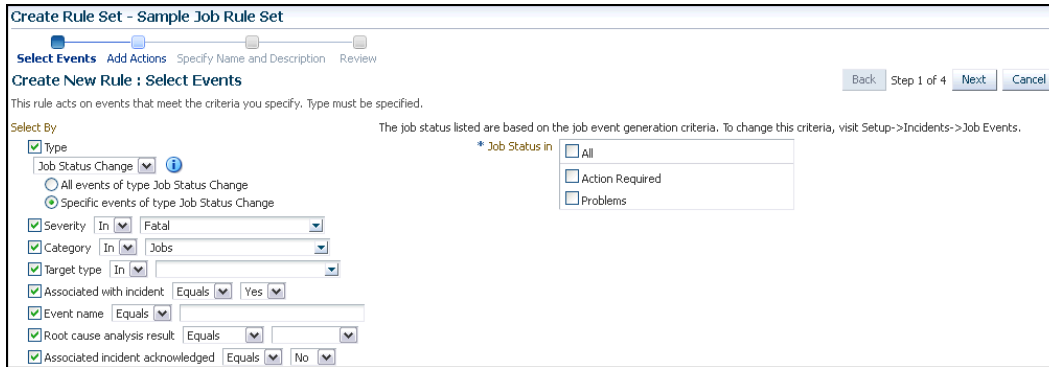 Create Rule Set - Sample Job Rule Set
Select Events Add Actions Specify Name and Description Review
Create New Rule : Select Events
Back Step 1 of 4 Next Cancel
This rule acts on events that meet the criteria you specify. Type must be specified.
Select By
The job status listed are based on the job event generation criteria. To change this criteria, visit Setup->Incidents->Job Events.
Type
* Job Status in
All
Job Status Change
Action Required
All events of type Job Status Change
Problems
Specific events of type Job Status Change
Severity In Fatal
Category In Jobs
Target type In
Associated with incident Equals Yes
Event name Equals
Root cause analysis result Equals
Associated incident acknowledged Equals No